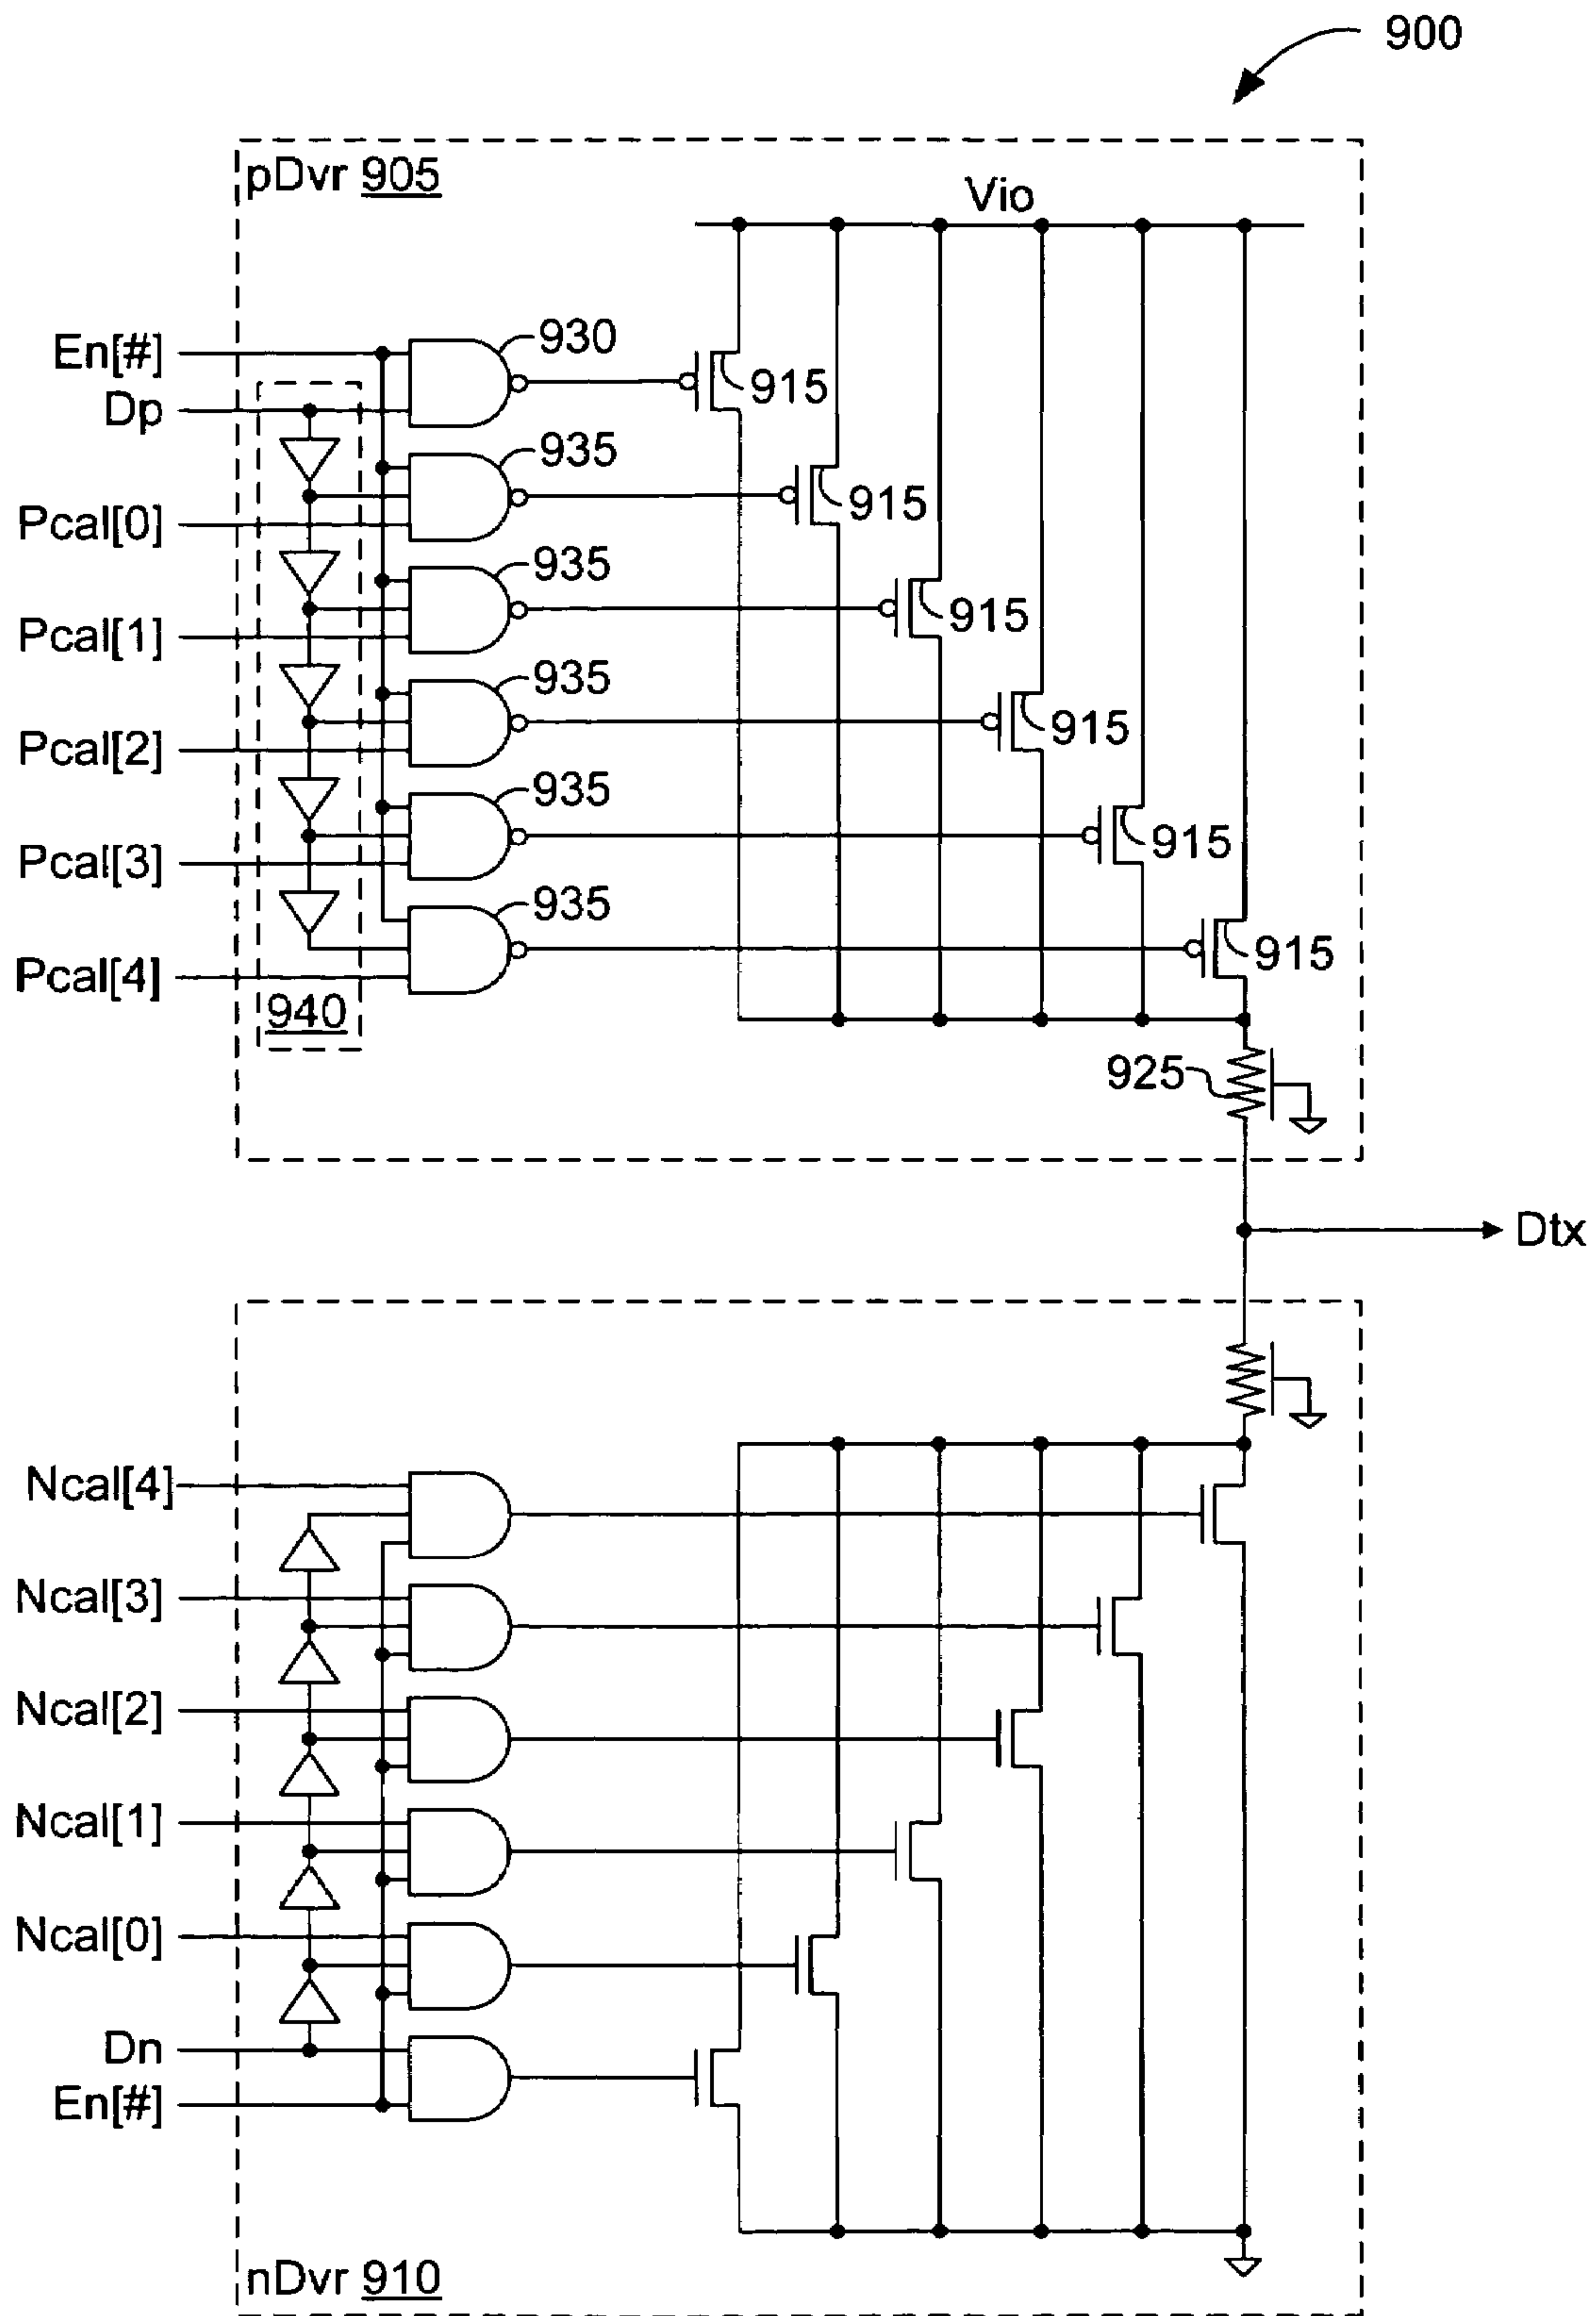 900
pDvr 905
Vio
En[#]
930
915
Dp
935
915
Pcal[0]
935
915
Pcal[1]
935
915
Pcal[2]
935
915
Pcal[3]
935
915
Pcal[4]
940
925
Dtx
Ncal[4]
Ncal[3]
Ncal[2]
Ncal[1]
Ncal[0]
Dn
En[#]
nDvr 910